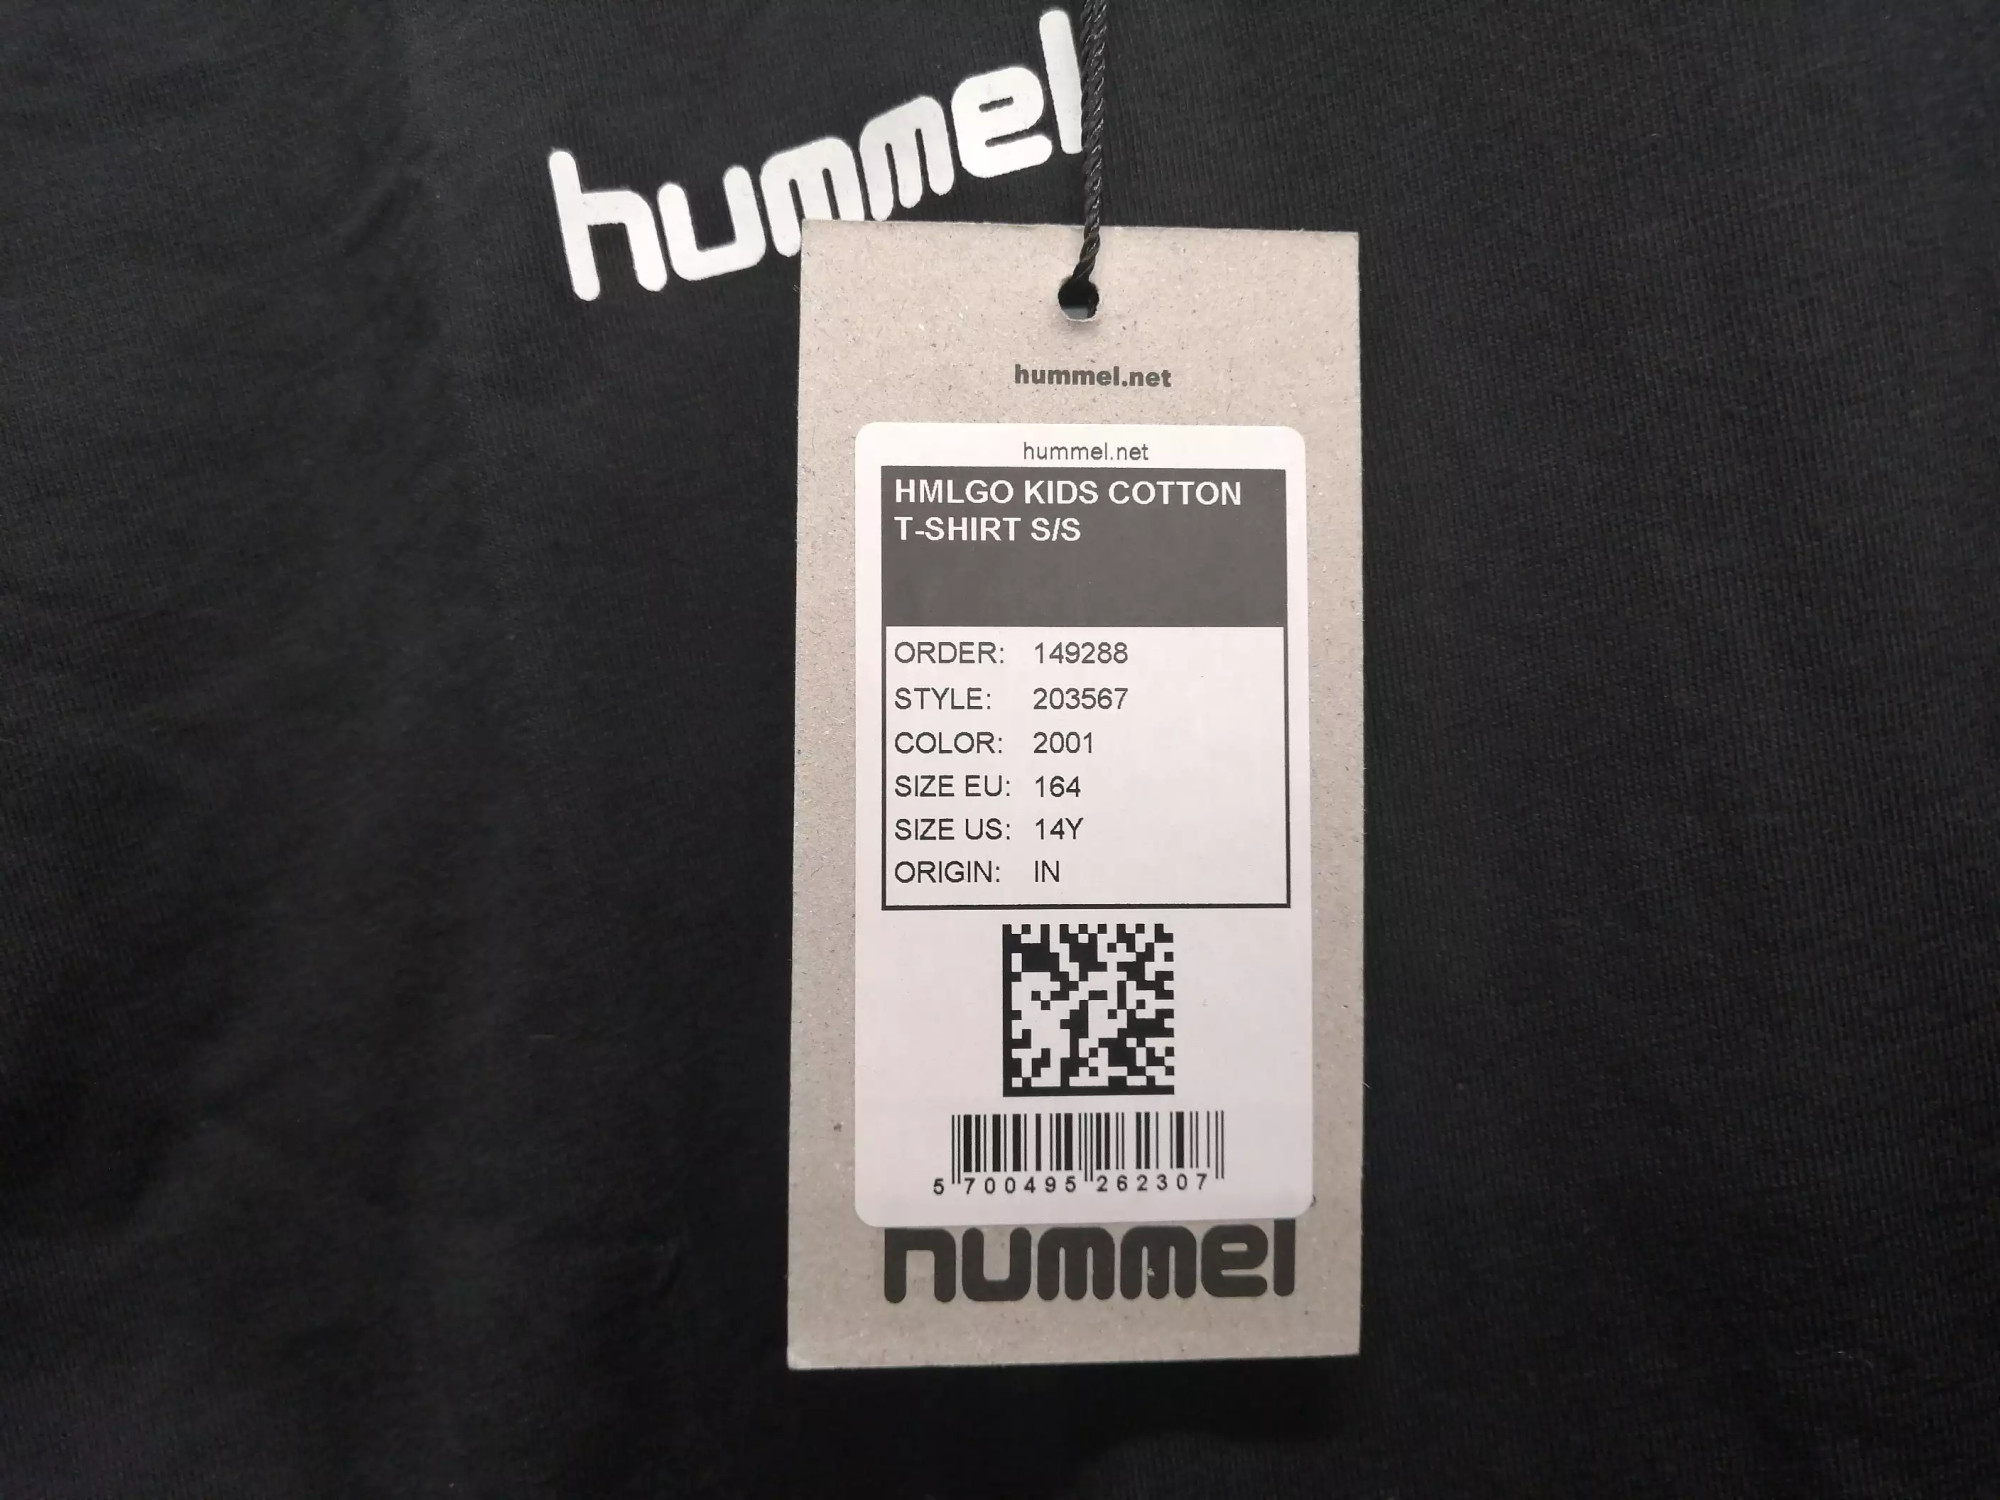 hummel
hummel.net
hummel.net
HMLGO KIDS COTTON
T-SHIRT S/S
ORDER: 149288
STYLE: 203567
COLOR: 2001
SIZE EU: 164
SIZE US: 14Y
ORIGIN: IN
5 700495 262307
hummel